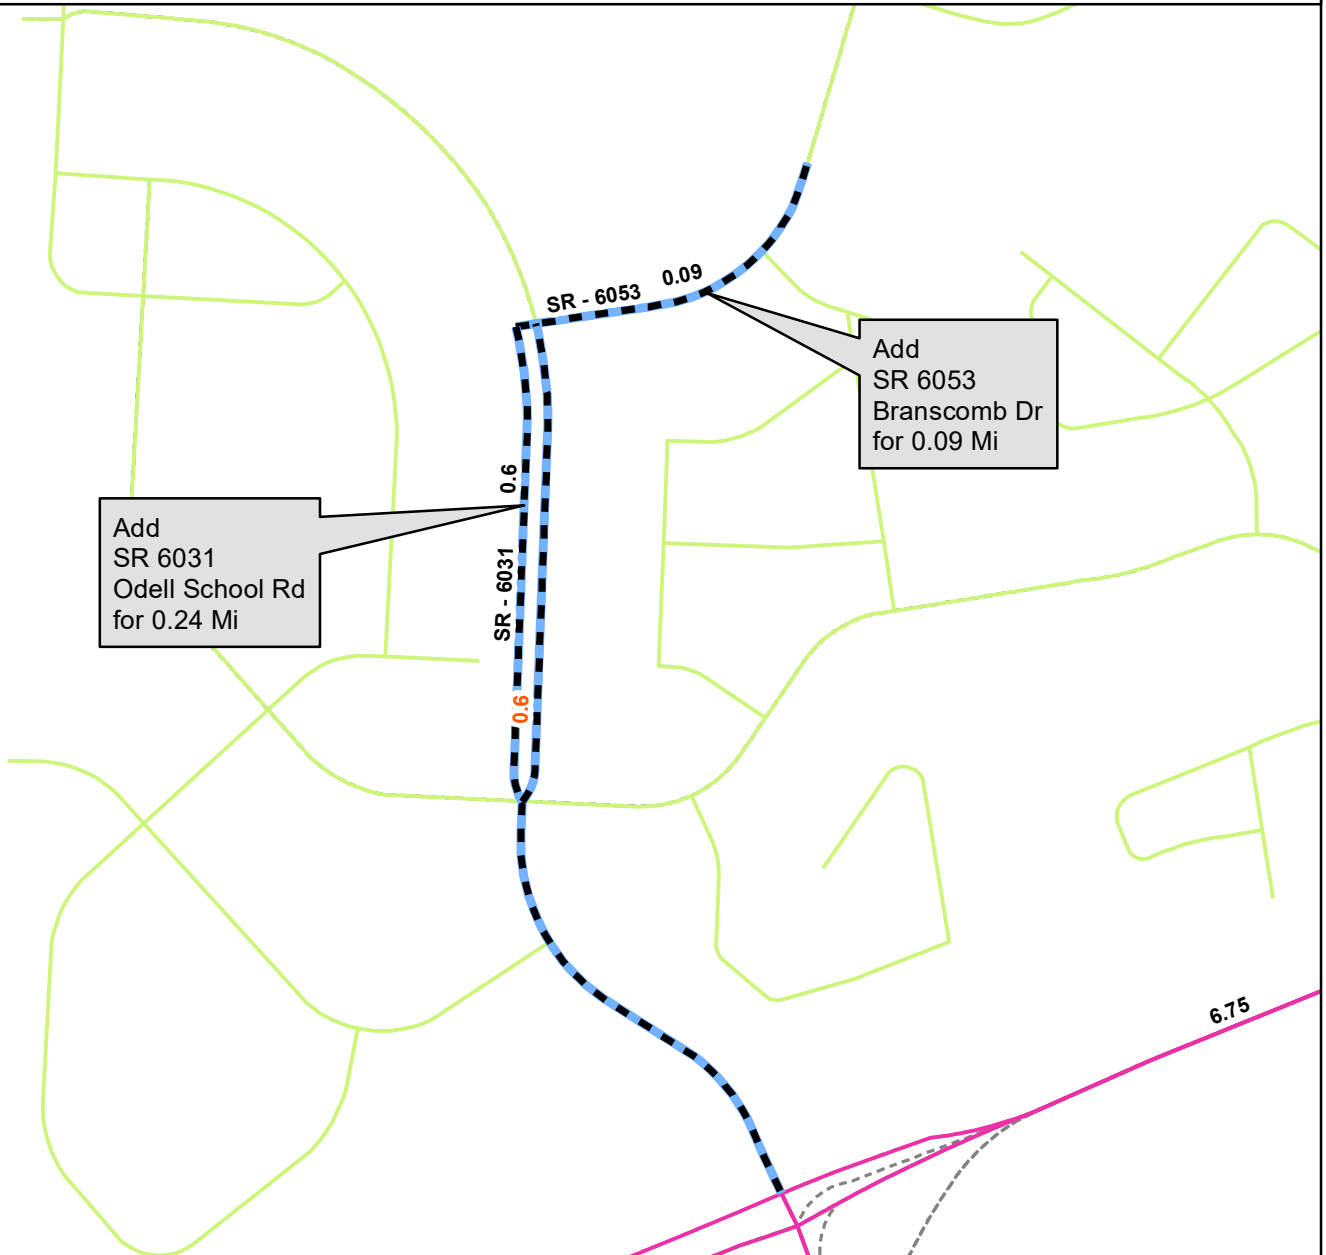 SR - 6053 0.09
Add
SR 6053
Branscomb Dr
for 0.09 Mi
0.6
SR - 6031
0.6
Add
SR 6031
Odell School Rd
for 0.24 Mi
6.75